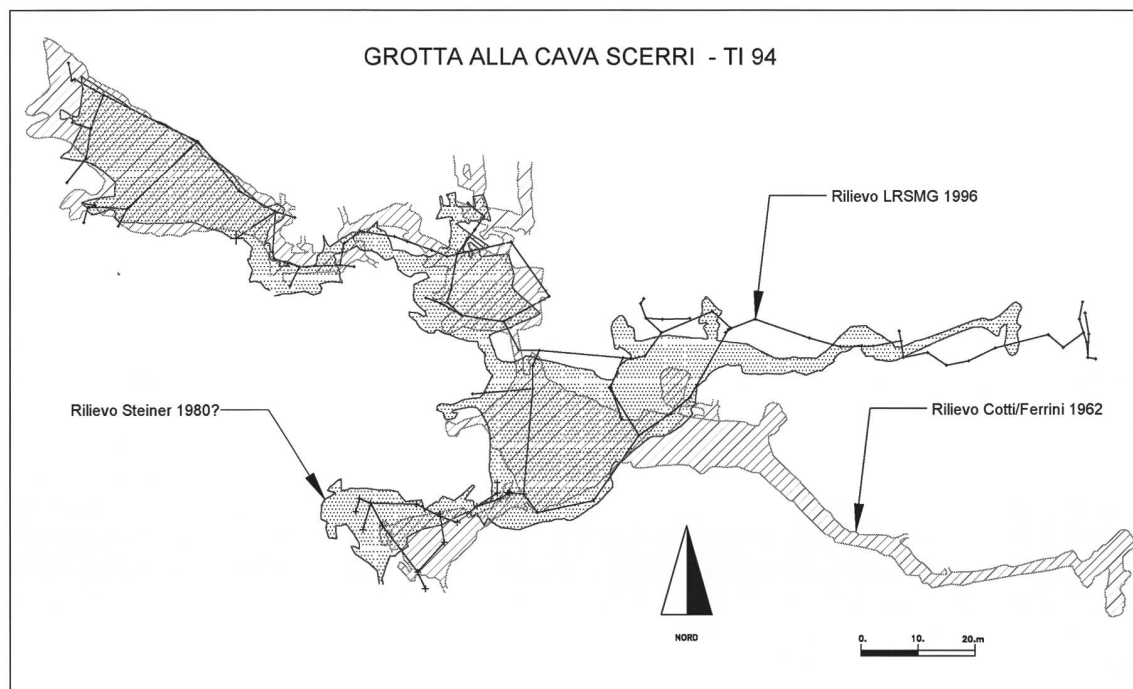 GROTTA ALLA CAVA SCERRI - TI 94
Rilievo LRSMG 1996
Rilievo Steiner 1980?
Rilievo Cotti/Ferrini 1962
NORD
0. 10. 20.m